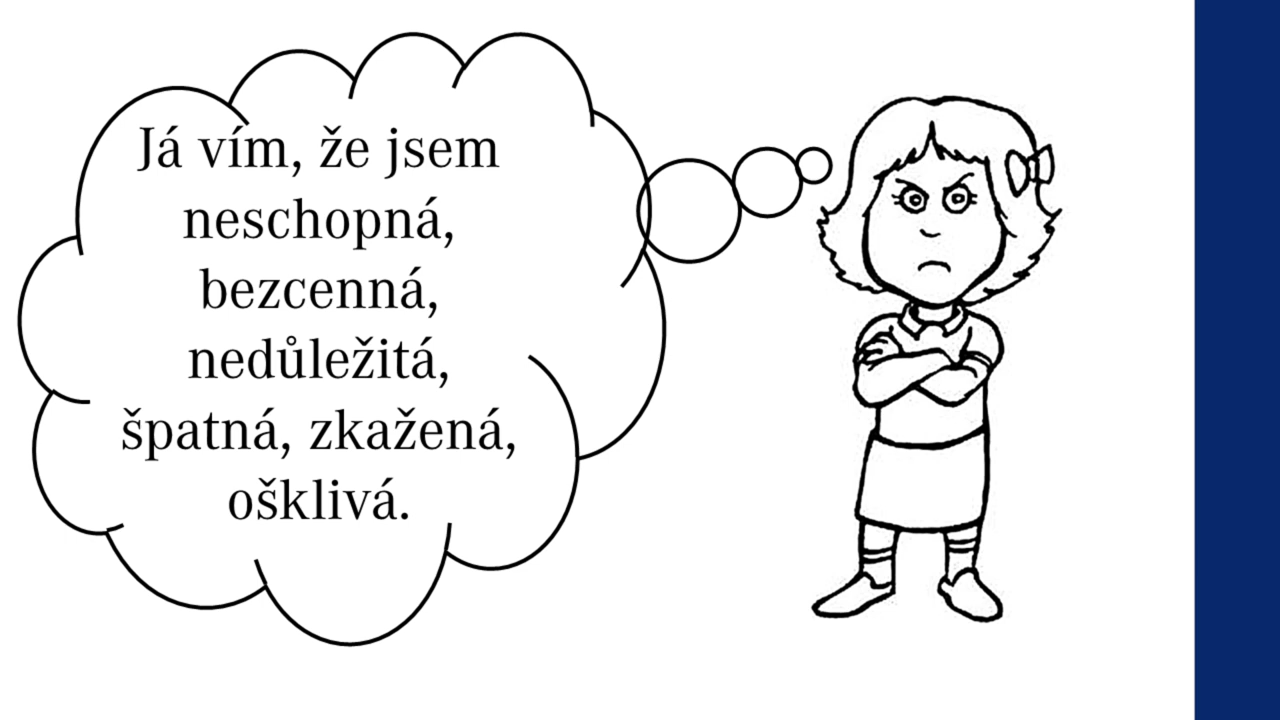 Já vím, že jsem
neschopná,
bezcenná,
nedůležitá,
špatná, zkažená,
ošklivá.